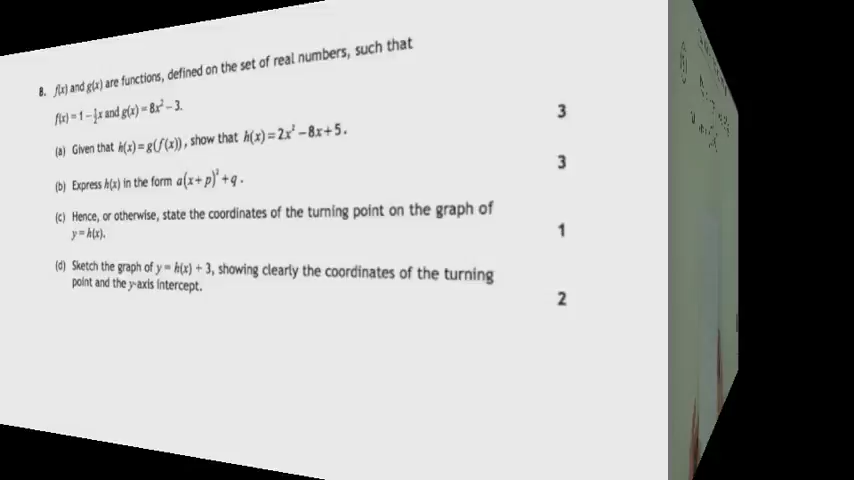 8. f(x) and g(x) are functions, defined on the set of real numbers, such that
f(x) = 1 − ½x and g(x) = 8x² − 3.
(a) Given that h(x) = g(f(x)), show that h(x) = 2x² − 8x + 5. 3
(b) Express h(x) in the form a(x + p)² + q. 3
(c) Hence, or otherwise, state the coordinates of the turning point on the graph of
y = h(x). 1
(d) Sketch the graph of y = h(x) + 3, showing clearly the coordinates of the turning
point and the y-axis intercept. 2